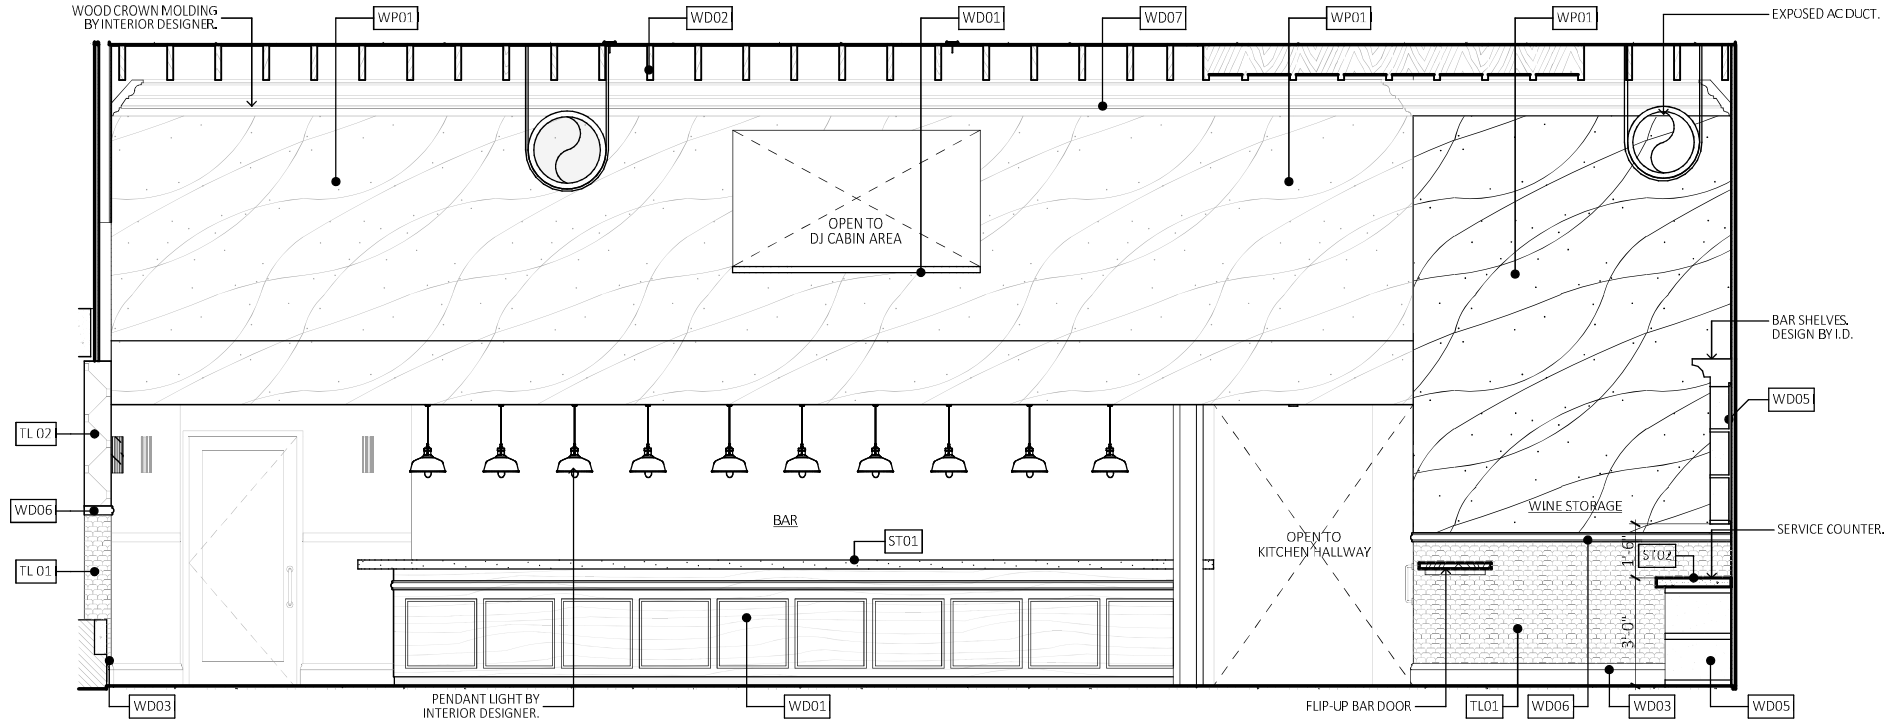 WOOD CROWN MOLDING
BY INTERIOR DESIGNER.
WP01
WD02
WD01
WD07
WP01
WP01
EXPOSED AC DUCT.
OPEN TO
DJ CABIN AREA
BAR SHELVES.
DESIGN BY I.D.
WD05
TL 02
WD06
TL 01
BAR
ST01
OPEN TO
KITCHEN HALLWAY
WINE STORAGE
SERVICE COUNTER.
1'-6"
ST02
3'-0"
WD03
PENDANT LIGHT BY
INTERIOR DESIGNER.
WD01
FLIP-UP BAR DOOR
TL01
WD06
WD03
WD05